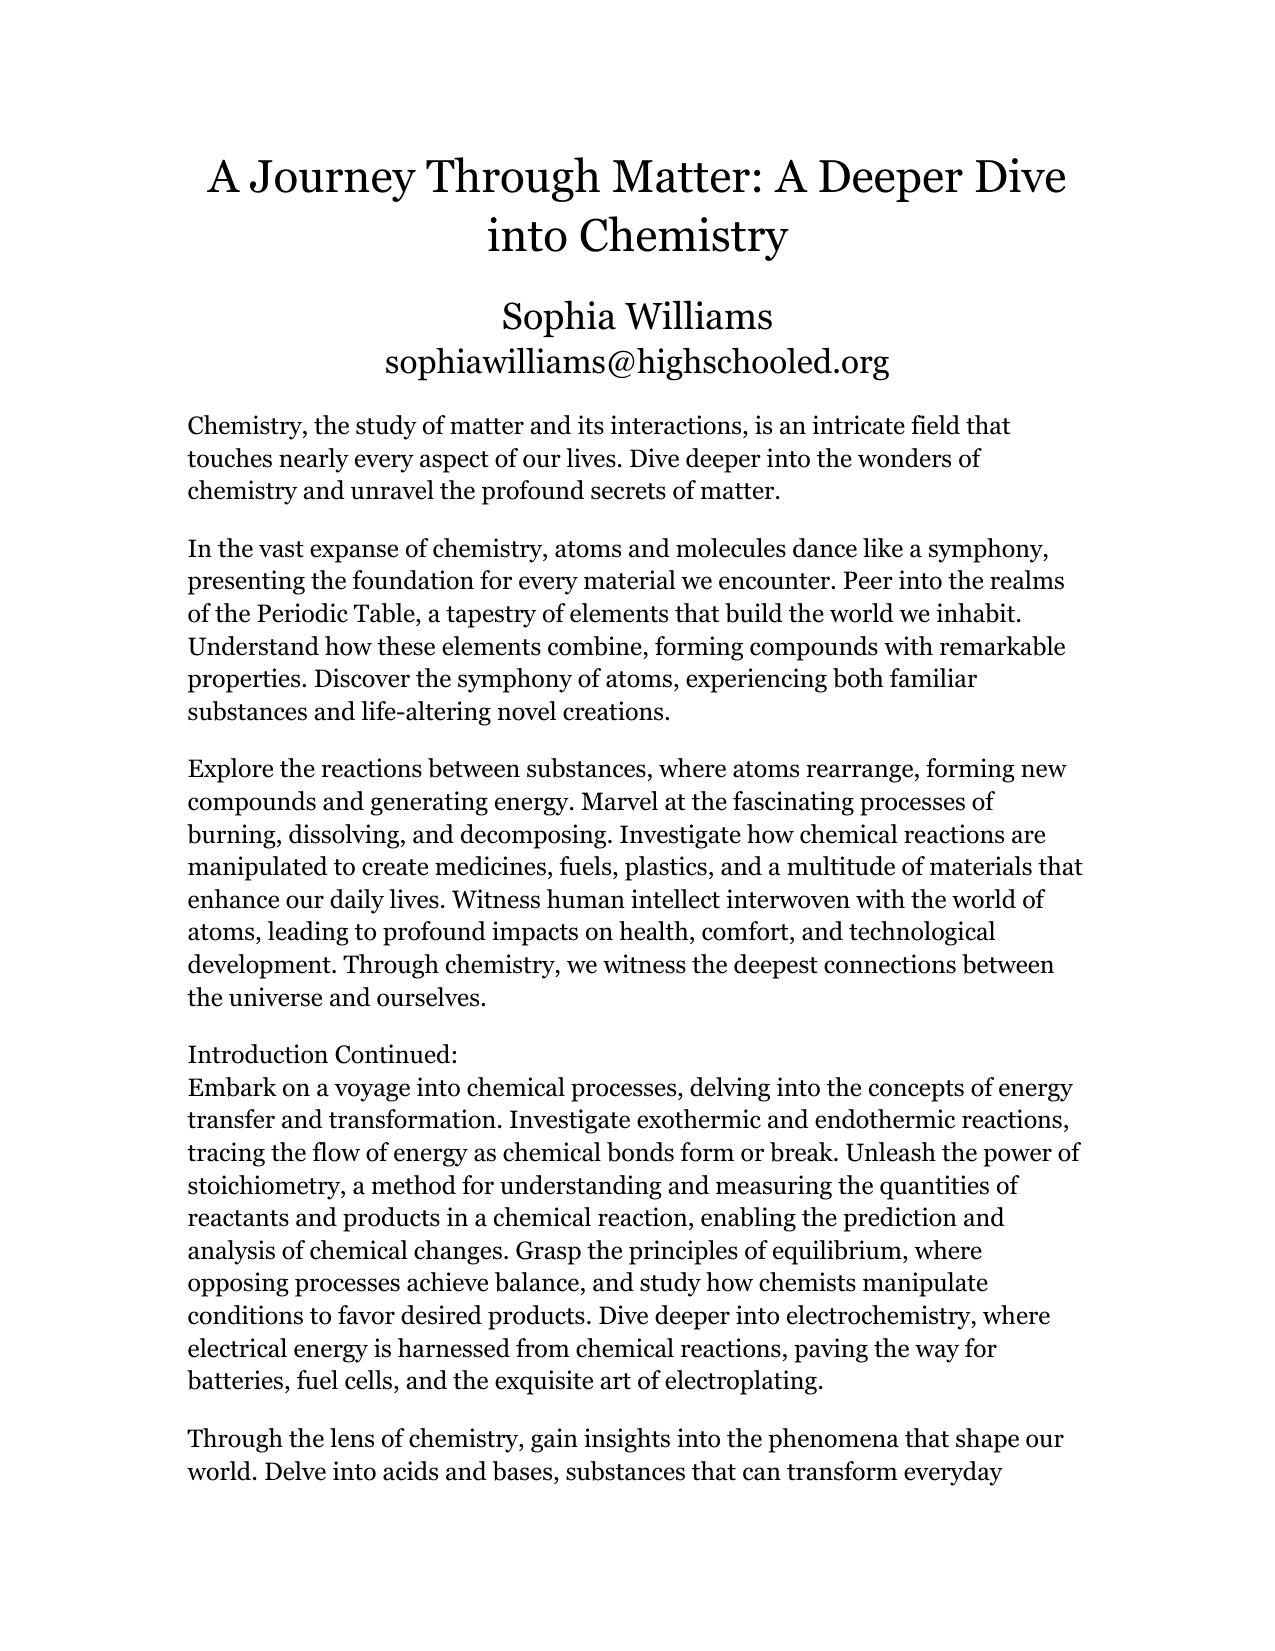 A Journey Through Matter: A Deeper Dive
into Chemistry
Sophia Williams
sophiawilliams@highschooled.org
Chemistry, the study of matter and its interactions, is an intricate field that
touches nearly every aspect of our lives. Dive deeper into the wonders of
chemistry and unravel the profound secrets of matter.
In the vast expanse of chemistry, atoms and molecules dance like a symphony,
presenting the foundation for every material we encounter. Peer into the realms
of the Periodic Table, a tapestry of elements that build the world we inhabit.
Understand how these elements combine, forming compounds with remarkable
properties. Discover the symphony of atoms, experiencing both familiar
substances and life-altering novel creations.
Explore the reactions between substances, where atoms rearrange, forming new
compounds and generating energy. Marvel at the fascinating processes of
burning, dissolving, and decomposing. Investigate how chemical reactions are
manipulated to create medicines, fuels, plastics, and a multitude of materials that
enhance our daily lives. Witness human intellect interwoven with the world of
atoms, leading to profound impacts on health, comfort, and technological
development. Through chemistry, we witness the deepest connections between
the universe and ourselves.
Introduction Continued:
Embark on a voyage into chemical processes, delving into the concepts of energy
transfer and transformation. Investigate exothermic and endothermic reactions,
tracing the flow of energy as chemical bonds form or break. Unleash the power of
stoichiometry, a method for understanding and measuring the quantities of
reactants and products in a chemical reaction, enabling the prediction and
analysis of chemical changes. Grasp the principles of equilibrium, where
opposing processes achieve balance, and study how chemists manipulate
conditions to favor desired products. Dive deeper into electrochemistry, where
electrical energy is harnessed from chemical reactions, paving the way for
batteries, fuel cells, and the exquisite art of electroplating.
Through the lens of chemistry, gain insights into the phenomena that shape our
world. Delve into acids and bases, substances that can transform everyday